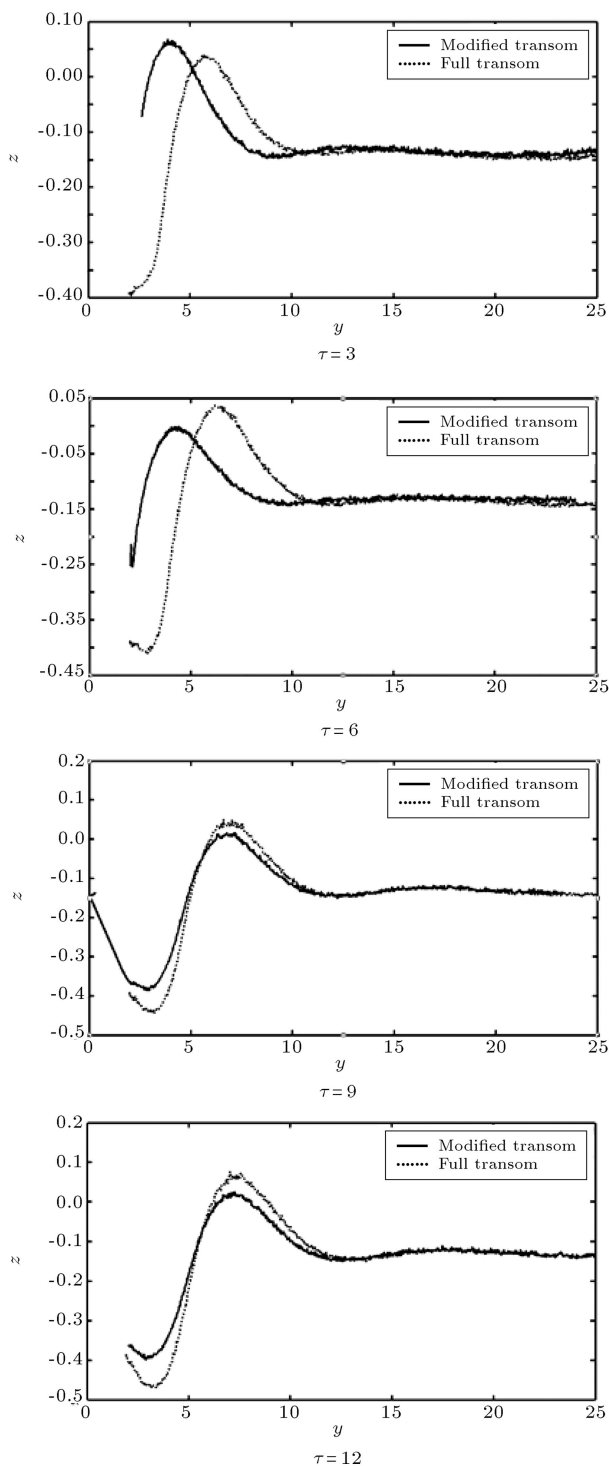 0.10
0.00
-0.10
-0.20
-0.30
-0.40
z
Modified transom
Full transom
0 5 10 15 20 25
y
τ = 3
0.05
-0.05
-0.15
-0.25
-0.35
-0.45
z
Modified transom
Full transom
0 5 10 15 20 25
y
τ = 6
0.2
0.1
0.0
-0.1
-0.2
-0.3
-0.4
-0.5
z
Modified transom
Full transom
0 5 10 15 20 25
y
τ = 9
0.2
0.1
0.0
-0.1
-0.2
-0.3
-0.4
-0.5
z
Modified transom
Full transom
0 5 10 15 20 25
y
τ = 12